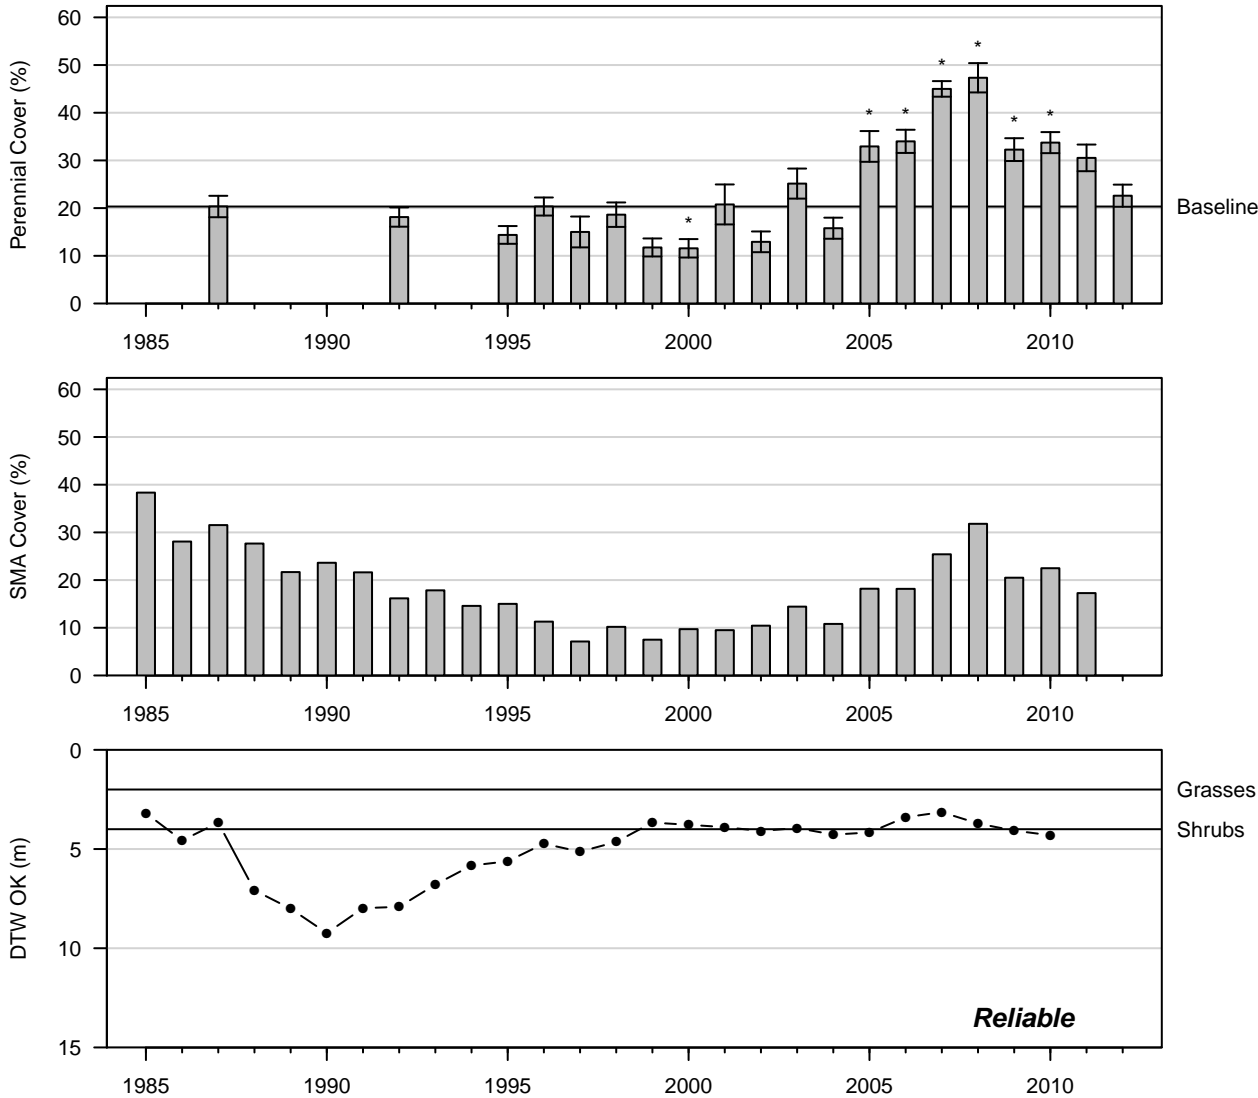 Perennial Cover (%)
60
50
40
30
20
10
0
* * * * * * *
Baseline
1985 1990 1995 2000 2005 2010
SMA Cover (%)
60
50
40
30
20
10
0
1985 1990 1995 2000 2005 2010
DTW OK (m)
0
5
10
15
Grasses
Shrubs
Reliable
1985 1990 1995 2000 2005 2010